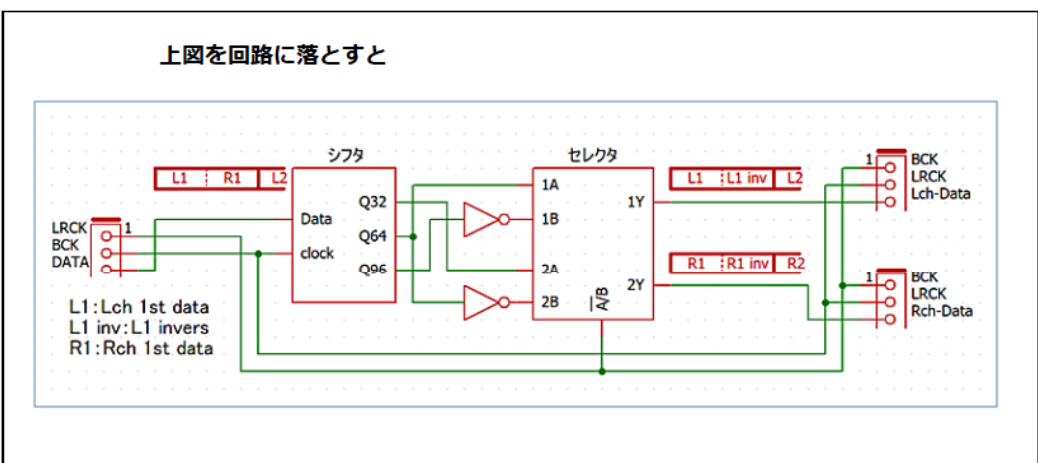 上図を回路に落とすと
シフタ
セレクタ
L1 R1 L2
L1 L1 inv L2
1 BCK
LRCK
Lch-Data
Q32
Data
Q64
clock
Q96
1A
1Y
1B
2A
2Y
2B
A/B
LRCK 1
BCK
DATA
R1 R1 inv R2
1 BCK
LRCK
Rch-Data
L1:Lch 1st data
L1 inv:L1 invers
R1:Rch 1st data